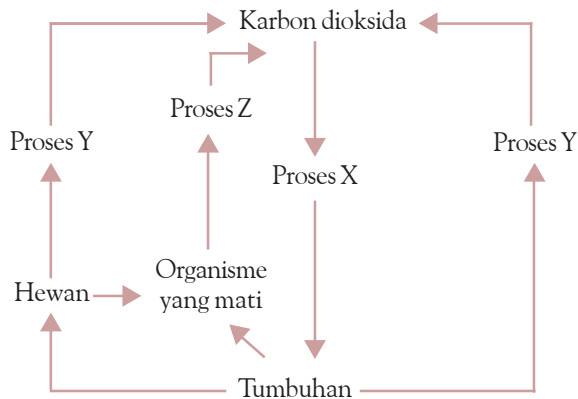 Karbon dioksida
Proses Z
Proses Y
Proses Y
Proses X
Organisme
yang mati
Hewan
Tumbuhan